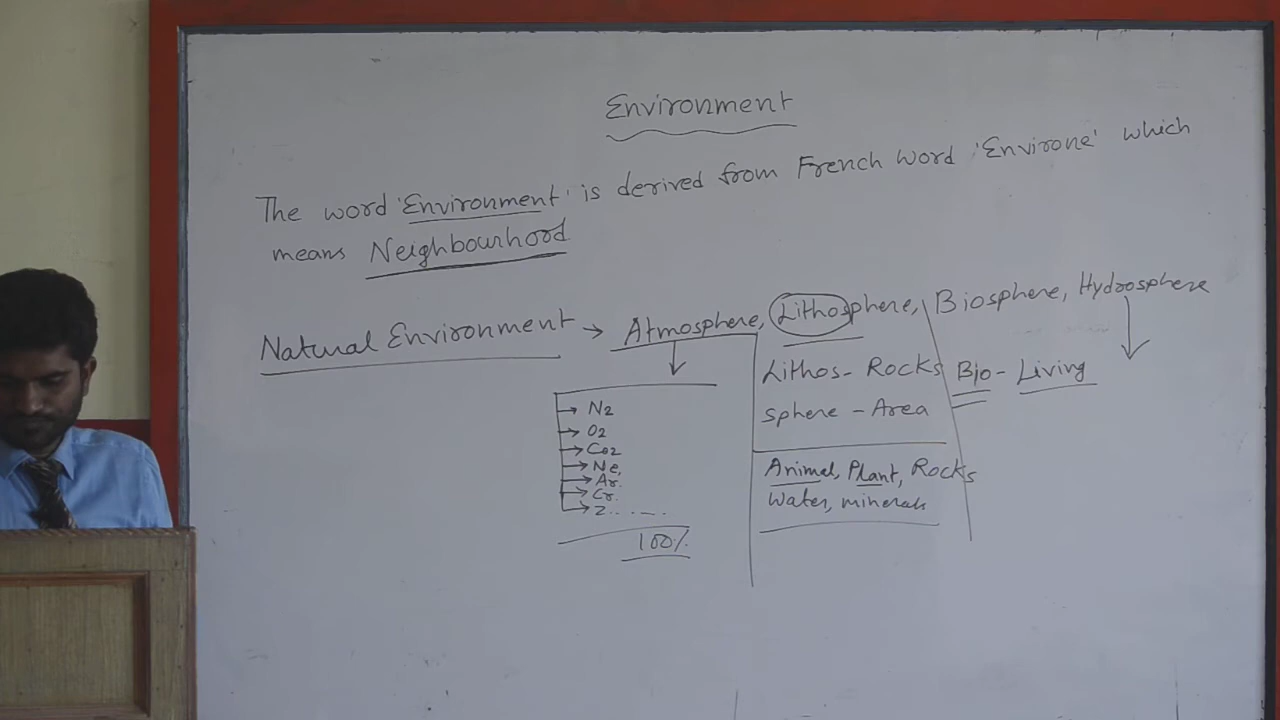 Environment
The word 'Environment' is derived from French word 'Environe' which
means Neighbourhood
Natural Environment → Atmosphere, Lithosphere, Biosphere, Hydrosphere
N2
O2
CO2
Ne,
Ar.
Cr.
Z.......
100%
Lithos - Rocks
sphere - Area
Animal, Plant, Rocks
Water, minerals
Bio - Living